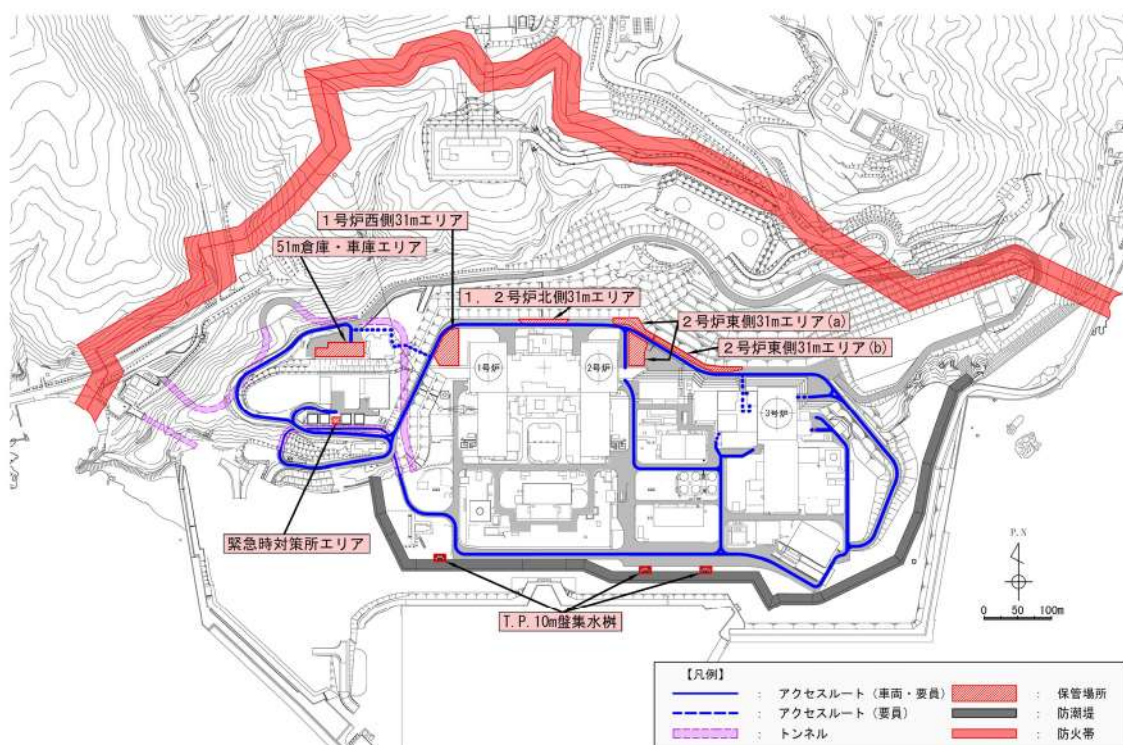 1号炉西側31mエリア
51m倉庫・車庫エリア
1，2号炉北側31mエリア
2号炉東側31mエリア(a)
2号炉東側31mエリア(b)
1号炉
2号炉
3号炉
緊急時対策所エリア
T.P.10m盤集水桝
P.N
0 50 100m
【凡例】
： アクセスルート（車両・要員）
： アクセスルート（要員）
： トンネル
： 保管場所
： 防潮堤
： 防火帯